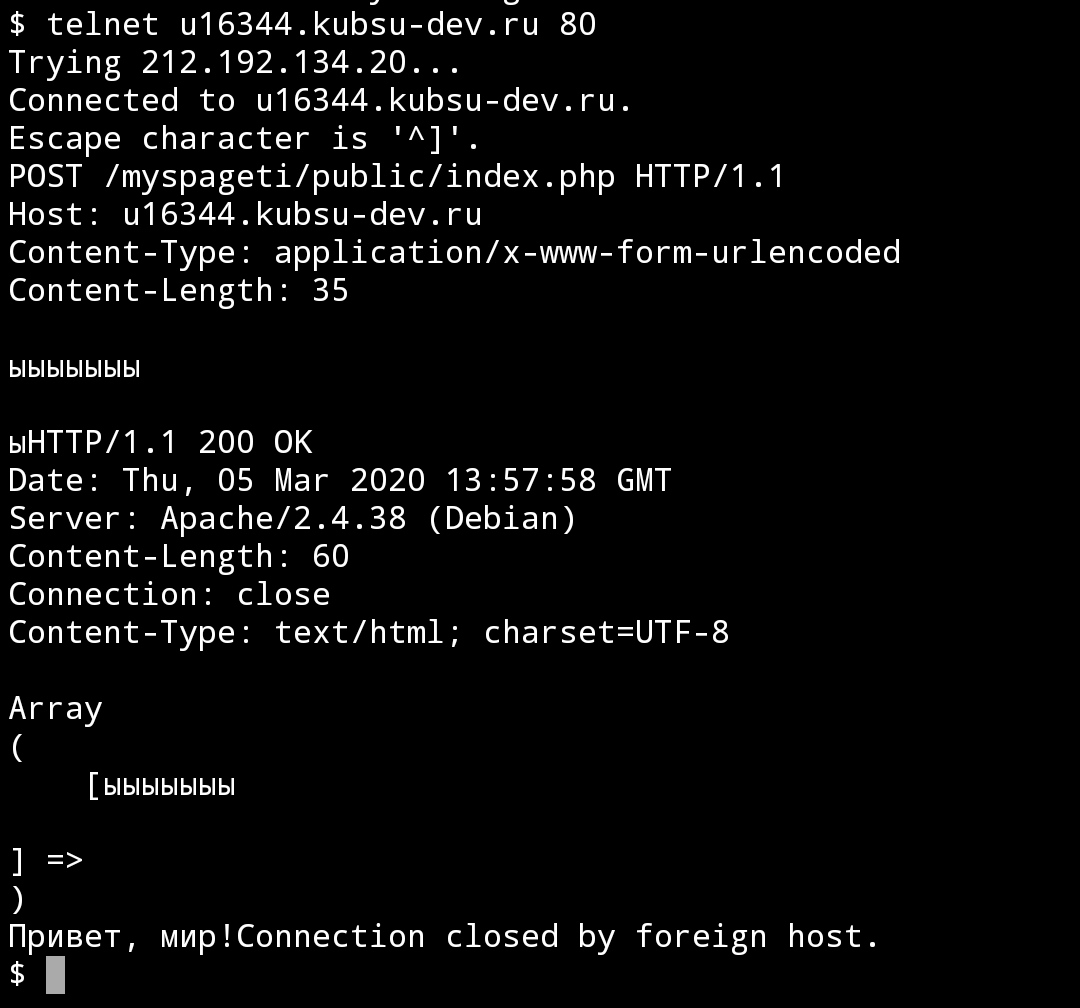 $ telnet u16344.kubsu-dev.ru 80
Trying 212.192.134.20...
Connected to u16344.kubsu-dev.ru.
Escape character is '^]'.
POST /myspageti/public/index.php HTTP/1.1
Host: u16344.kubsu-dev.ru
Content-Type: application/x-www-form-urlencoded
Content-Length: 35

ыыыыыыы

ыHTTP/1.1 200 OK
Date: Thu, 05 Mar 2020 13:57:58 GMT
Server: Apache/2.4.38 (Debian)
Content-Length: 60
Connection: close
Content-Type: text/html; charset=UTF-8

Array
(
    [ыыыыыыы

] =>
)
Привет, мир!Connection closed by foreign host.
$